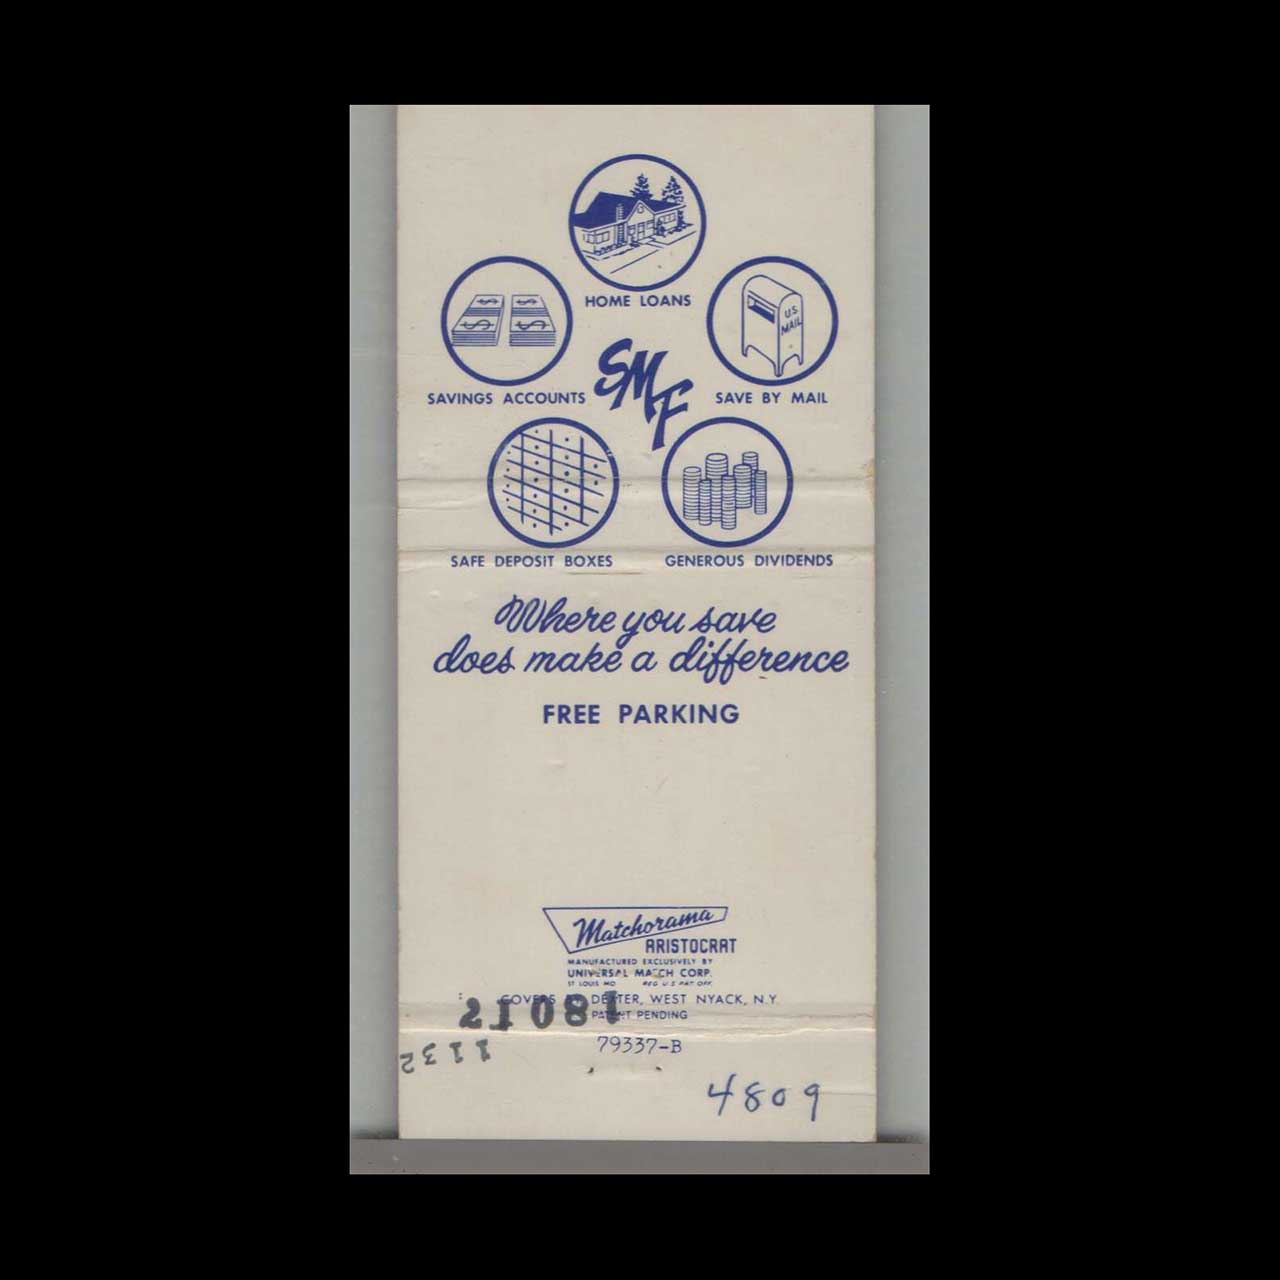 HOME LOANS
U.S. MAIL
SAVINGS ACCOUNTS
SMF
SAVE BY MAIL
SAFE DEPOSIT BOXES
GENEROUS DIVIDENDS
Where you save
does make a difference
FREE PARKING
Matchorama
ARISTOCRAT
MANUFACTURED EXCLUSIVELY BY
UNIVERSAL MATCH CORP.
ST LOUIS MO REG U.S PAT OFF.
COVERS BY DEXTER, WEST NYACK, N.Y.
PATENT PENDING
79337-B
1132
4809